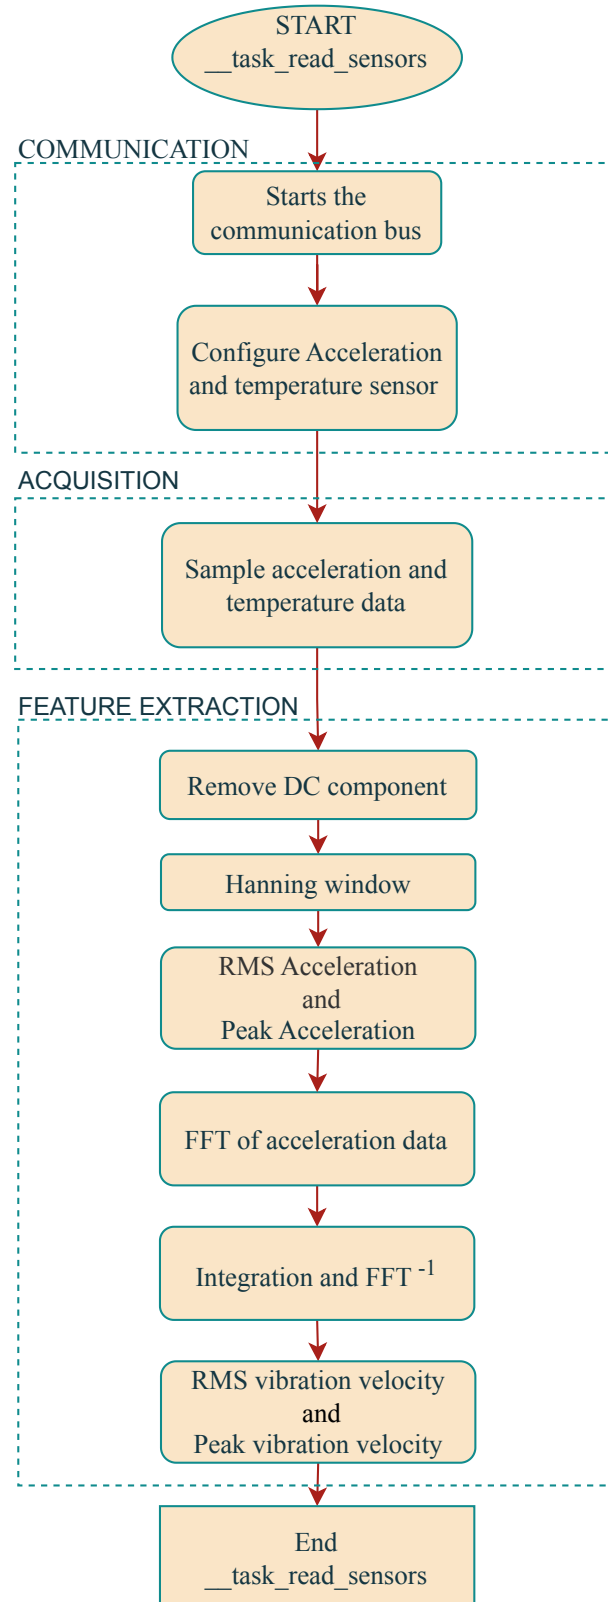 START
__task_read_sensors
COMMUNICATION
Starts the
communication bus
Configure Acceleration
and temperature sensor
ACQUISITION
Sample acceleration and
temperature data
FEATURE EXTRACTION
Remove DC component
Hanning window
RMS Acceleration
and
Peak Acceleration
FFT of acceleration data
Integration and FFT -1
RMS vibration velocity
and
Peak vibration velocity
End
__task_read_sensors